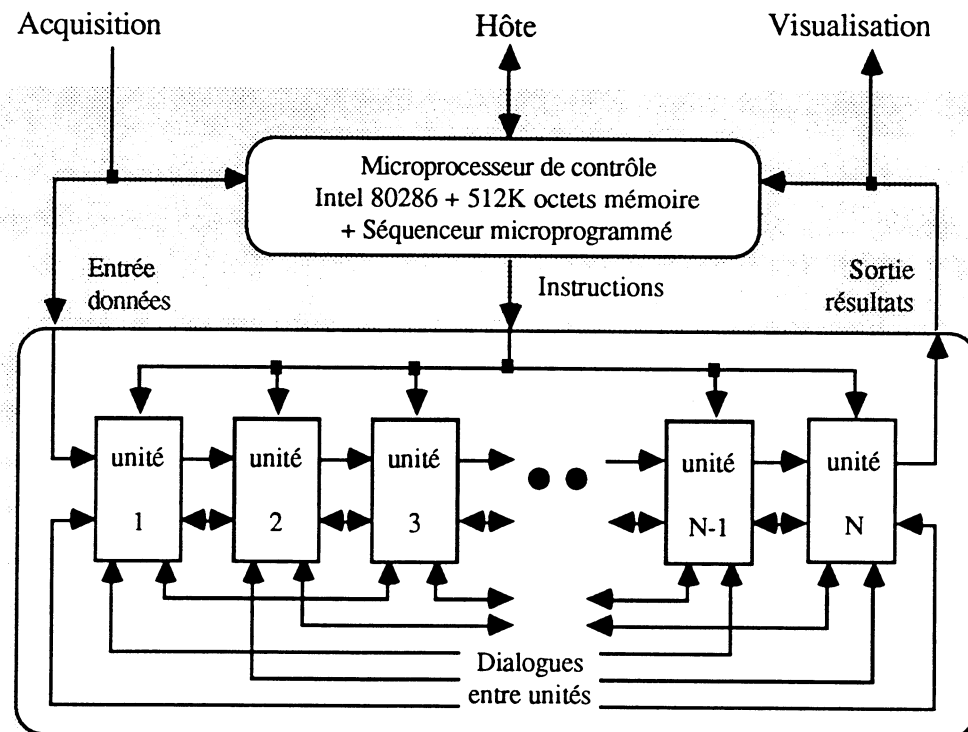 Acquisition
Hôte
Visualisation
Microprocesseur de contrôle
Intel 80286 + 512K octets mémoire
+ Séquenceur microprogrammé
Entrée
données
Instructions
Sortie
résultats
unité
1
unité
2
unité
3
unité
N-1
unité
N
Dialogues
entre unités